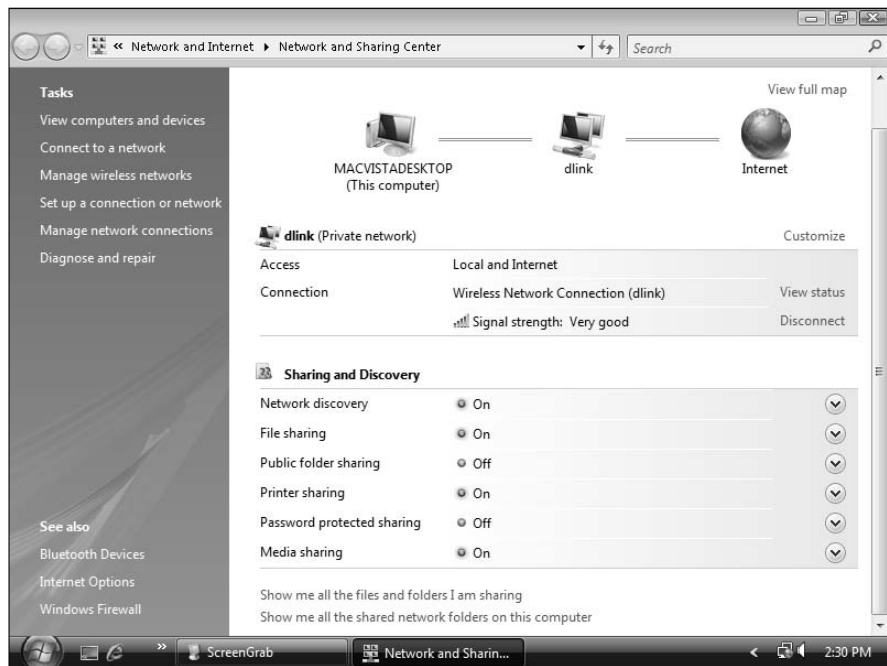 « Network and Internet ▸ Network and Sharing Center
Search
Tasks
View computers and devices
Connect to a network
Manage wireless networks
Set up a connection or network
Manage network connections
Diagnose and repair
See also
Bluetooth Devices
Internet Options
Windows Firewall
View full map
MACVISTADESKTOP
(This computer)
dlink
Internet
dlink (Private network) Customize
Access Local and Internet
Connection Wireless Network Connection (dlink) View status
Signal strength: Very good Disconnect
Sharing and Discovery
Network discovery On
File sharing On
Public folder sharing Off
Printer sharing On
Password protected sharing Off
Media sharing On
Show me all the files and folders I am sharing
Show me all the shared network folders on this computer
ScreenGrab
Network and Sharin...
2:30 PM